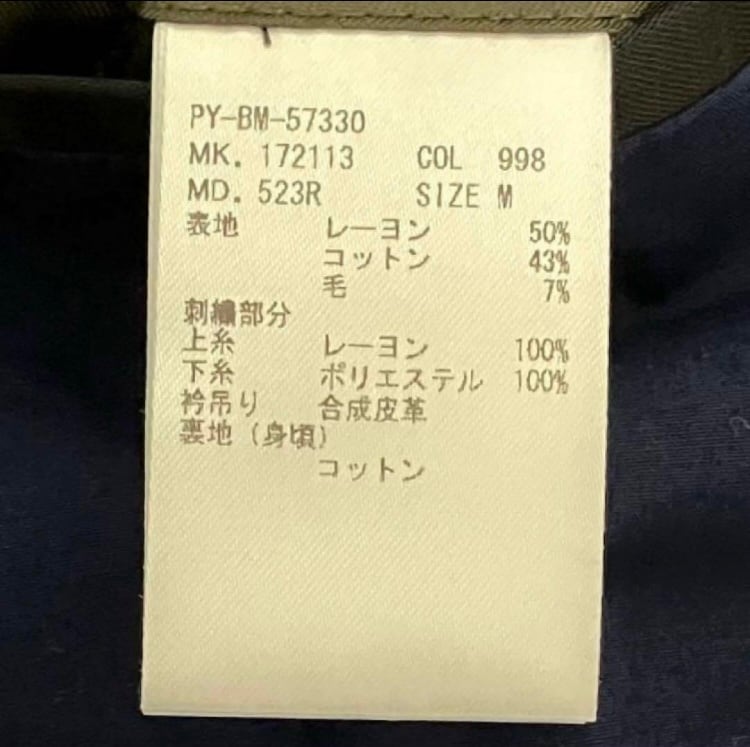 PY-BM-57330
MK. 172113 COL 998
MD. 523R SIZE M
表地 レーヨン 50%
コットン 43%
毛 7%
刺繍部分
上糸 レーヨン 100%
下糸 ポリエステル 100%
衿吊り 合成皮革
裏地(身頃)
コットン